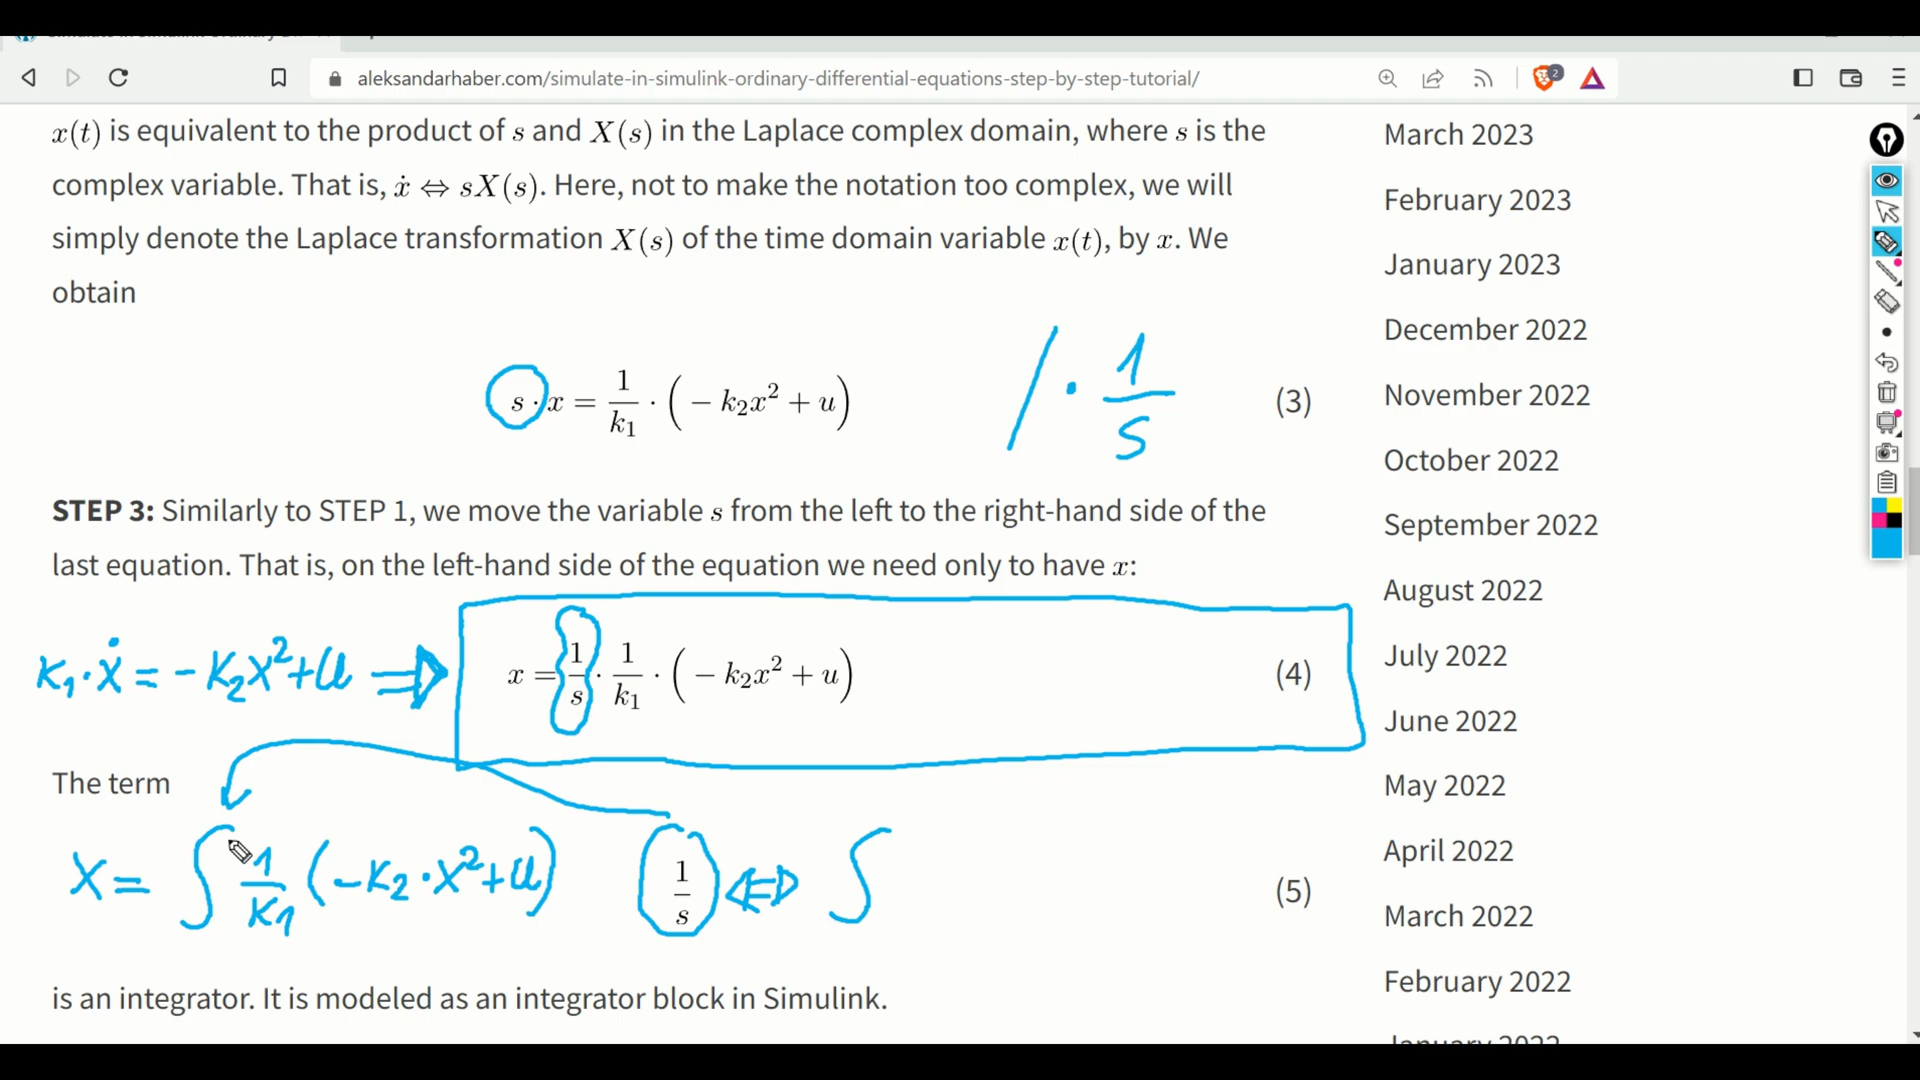 aleksandarhaber.com/simulate-in-simulink-ordinary-differential-equations-step-by-step-tutorial/
2
x(t) is equivalent to the product of s and X(s) in the Laplace complex domain, where s is the
complex variable. That is, ẋ ⇔ sX(s). Here, not to make the notation too complex, we will
simply denote the Laplace transformation X(s) of the time domain variable x(t), by x. We
obtain
s · x = 1/k₁ · (− k₂x² + u) / · 1/s (3)
STEP 3: Similarly to STEP 1, we move the variable s from the left to the right-hand side of the
last equation. That is, on the left-hand side of the equation we need only to have x:
K₁·ẋ = -K₂X²+u ⇒ x = 1/s · 1/k₁ · (− k₂x² + u) (4)
The term
X = ∫ 1/K₁ (-K₂·X²+u) 1/s ⇔ ∫ (5)
is an integrator. It is modeled as an integrator block in Simulink.
March 2023
February 2023
January 2023
December 2022
November 2022
October 2022
September 2022
August 2022
July 2022
June 2022
May 2022
April 2022
March 2022
February 2022
January 2022